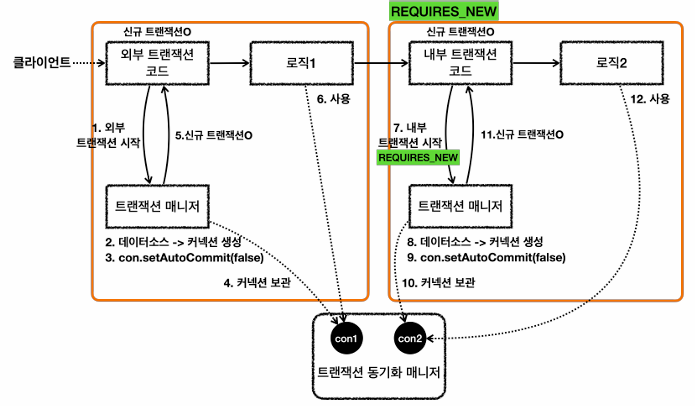 REQUIRES_NEW
신규 트랜잭션O
신규 트랜잭션O
클라이언트
외부 트랜잭션
코드
로직1
내부 트랜잭션
코드
로직2
6. 사용
12. 사용
1. 외부
트랜잭션 시작
5.신규 트랜잭션O
7. 내부
트랜잭션 시작
REQUIRES_NEW
11.신규 트랜잭션O
트랜잭션 매니저
트랜잭션 매니저
2. 데이터소스 -> 커넥션 생성
3. con.setAutoCommit(false)
8. 데이터소스 -> 커넥션 생성
9. con.setAutoCommit(false)
4. 커넥션 보관
10. 커넥션 보관
con1
con2
트랜잭션 동기화 매니저